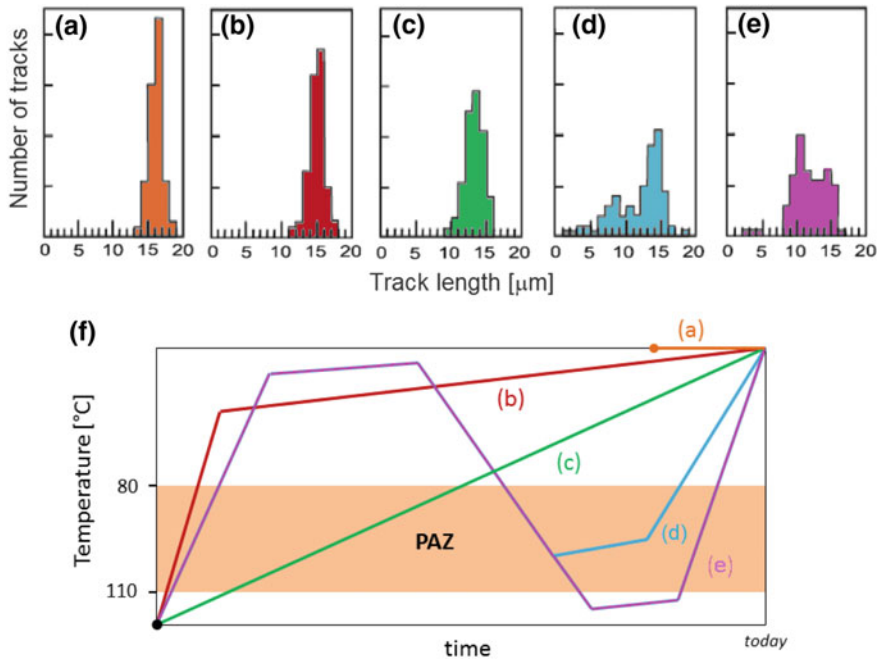 (a) (b) (c) (d) (e)
Number of tracks
0 5 10 15 20 0 5 10 15 20 0 5 10 15 20 0 5 10 15 20 0 5 10 15 20
Track length [μm]
(f)
(a)
(b)
(c)
80
PAZ
(d)
(e)
110
Temperature [°C]
time
today